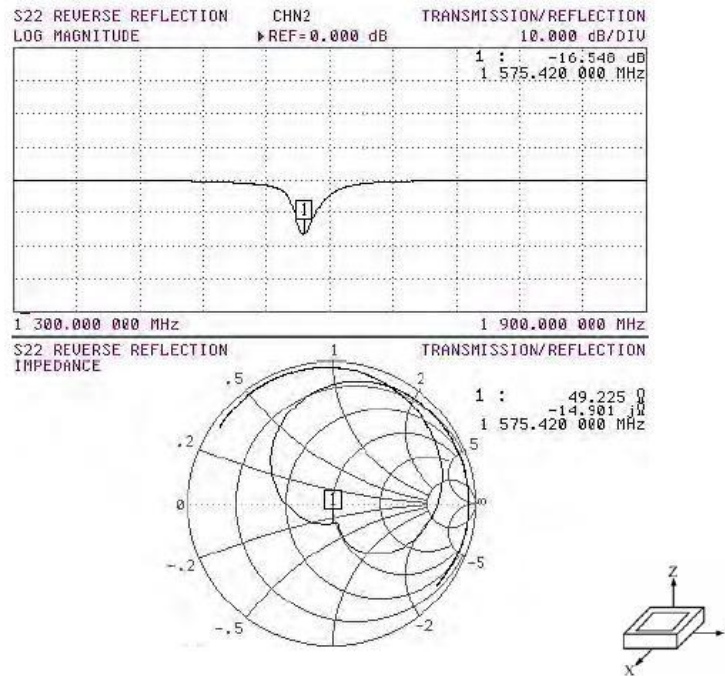 S22 REVERSE REFLECTION CHN2 TRANSMISSION/REFLECTION
LOG MAGNITUDE ▶REF=0.000 dB 10.000 dB/DIV
1 : -16.548 dB
1 575.420 000 MHz
1
1 300.000 000 MHz 1 900.000 000 MHz
S22 REVERSE REFLECTION TRANSMISSION/REFLECTION
IMPEDANCE
1
.5 2
1 : 49.225 Ω
-14.901 jΩ
1 575.420 000 MHz
.2 5
1
0 ∞
-.2 -5
-.5 -2
Z
X